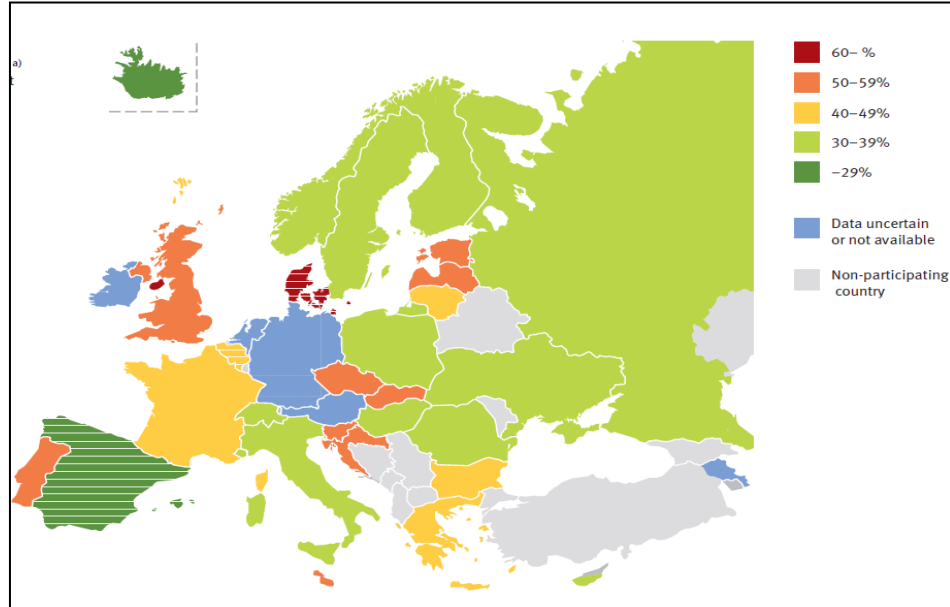 a)
t
60– %
50–59%
40–49%
30–39%
–29%
Data uncertain
or not available
Non-participating
country